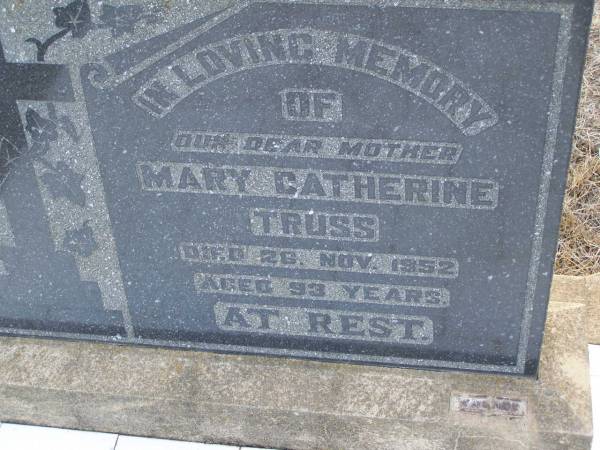 IN LOVING MEMORY
OF
OUR DEAR MOTHER
MARY CATHERINE
TRUSS
DIED 26. NOV. 1952
AGED 93 YEARS
AT REST